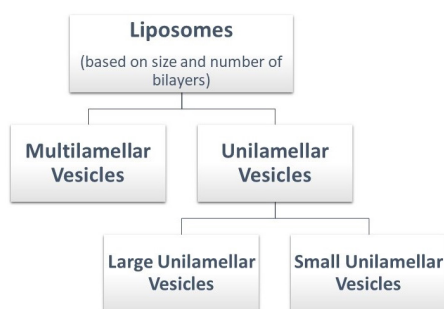 Liposomes
(based on size and number of
bilayers)
Multilamellar
Vesicles
Unilamellar
Vesicles
Large Unilamellar
Vesicles
Small Unilamellar
Vesicles